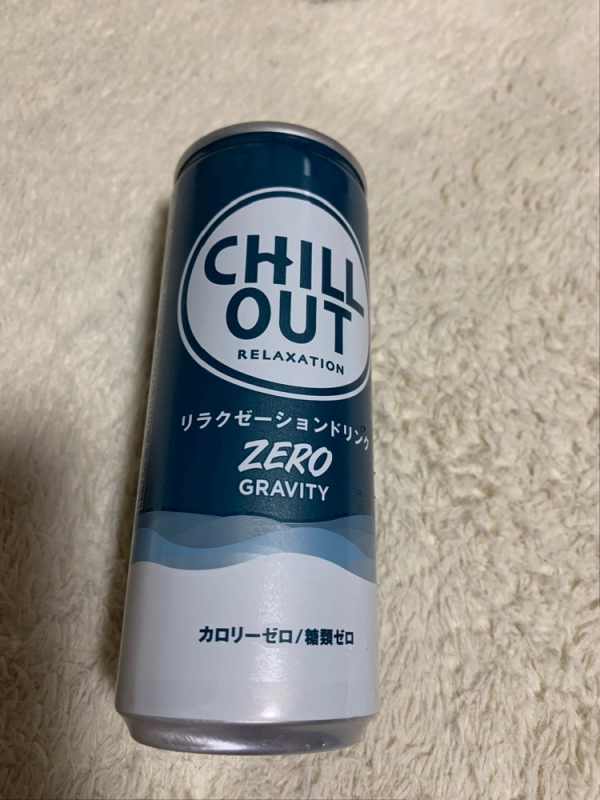 CHILL
OUT
RELAXATION
リラクゼーションドリンク
ZERO
GRAVITY
カロリーゼロ/糖類ゼロ